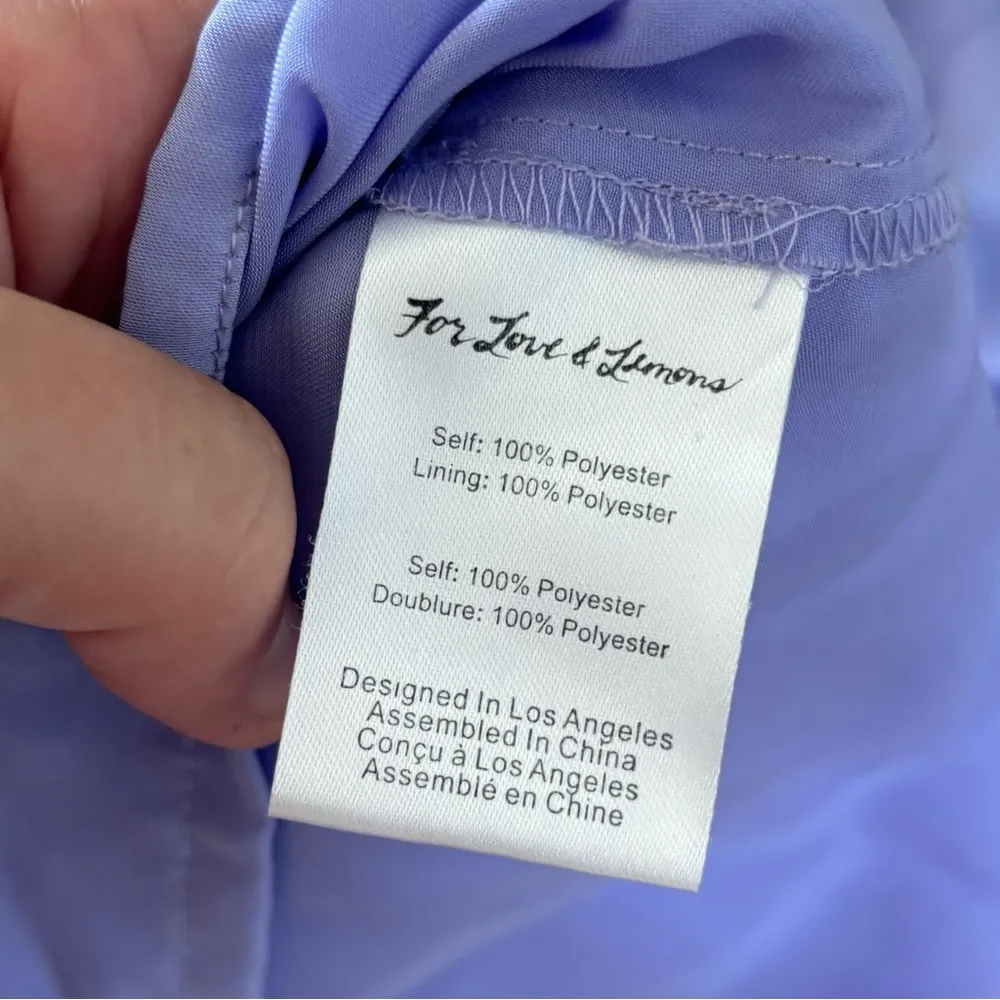 For Love & Lemons
Self: 100% Polyester
Lining: 100% Polyester
Self: 100% Polyester
Doublure: 100% Polyester
Designed In Los Angeles
Assembled In China
Conçu à Los Angeles
Assemblé en Chine